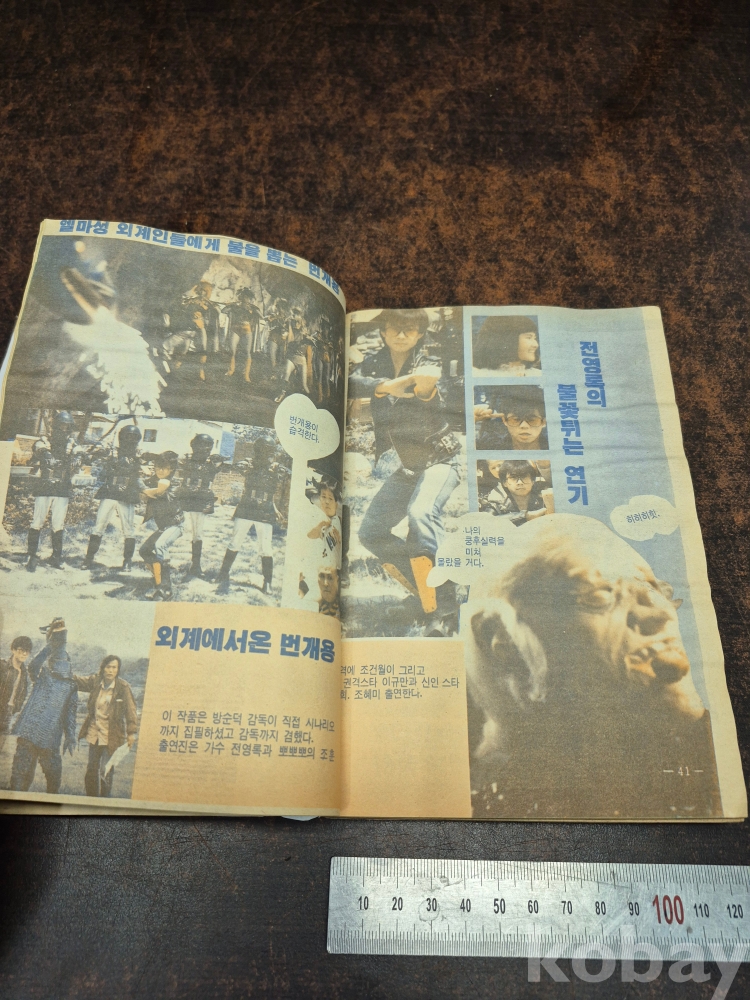 엘마성 외계인들에게 불을 뿜는 번개용
번개용이
습격한다.
외계에서온 번개용
이 작품은 방순덕 감독이 직접 시나리오
까지 집필하셨고 감독까지 겸했다.
출연진은 가수 전영록과 뽀뽀뽀의 조춘
전영록의
불꽃튀는 연기
나의
쿵후실력을
미쳐
몰랐을 거다.
히히히힛.
역에 조건월이 그리고
권격스타 이규만과 신인 스타
희. 조혜미 출연한다.
— 41 —
10 20 30 40 50 60 70 80 90 100 110 120
kobay